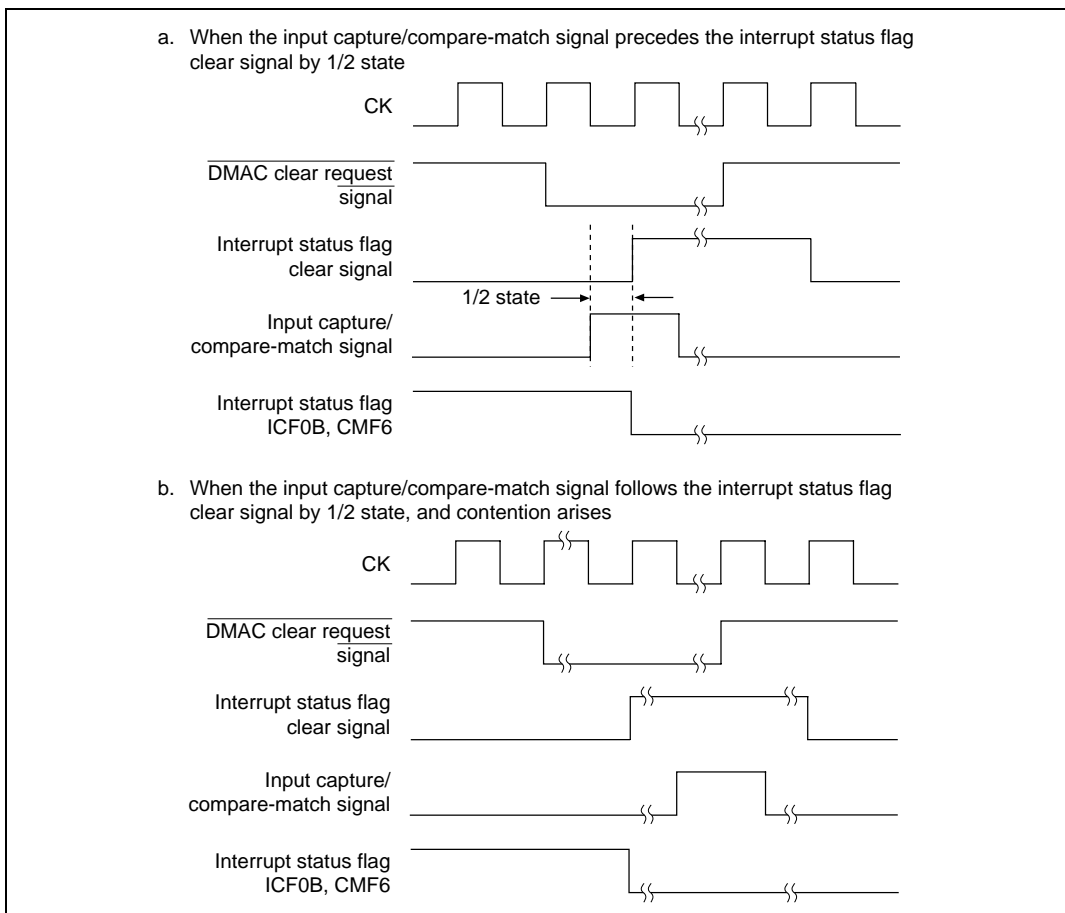 a. When the input capture/compare-match signal precedes the interrupt status flag
clear signal by 1/2 state
CK
DMAC clear request
signal
Interrupt status flag
clear signal
1/2 state
Input capture/
compare-match signal
Interrupt status flag
ICF0B, CMF6
b. When the input capture/compare-match signal follows the interrupt status flag
clear signal by 1/2 state, and contention arises
CK
DMAC clear request
signal
Interrupt status flag
clear signal
Input capture/
compare-match signal
Interrupt status flag
ICF0B, CMF6